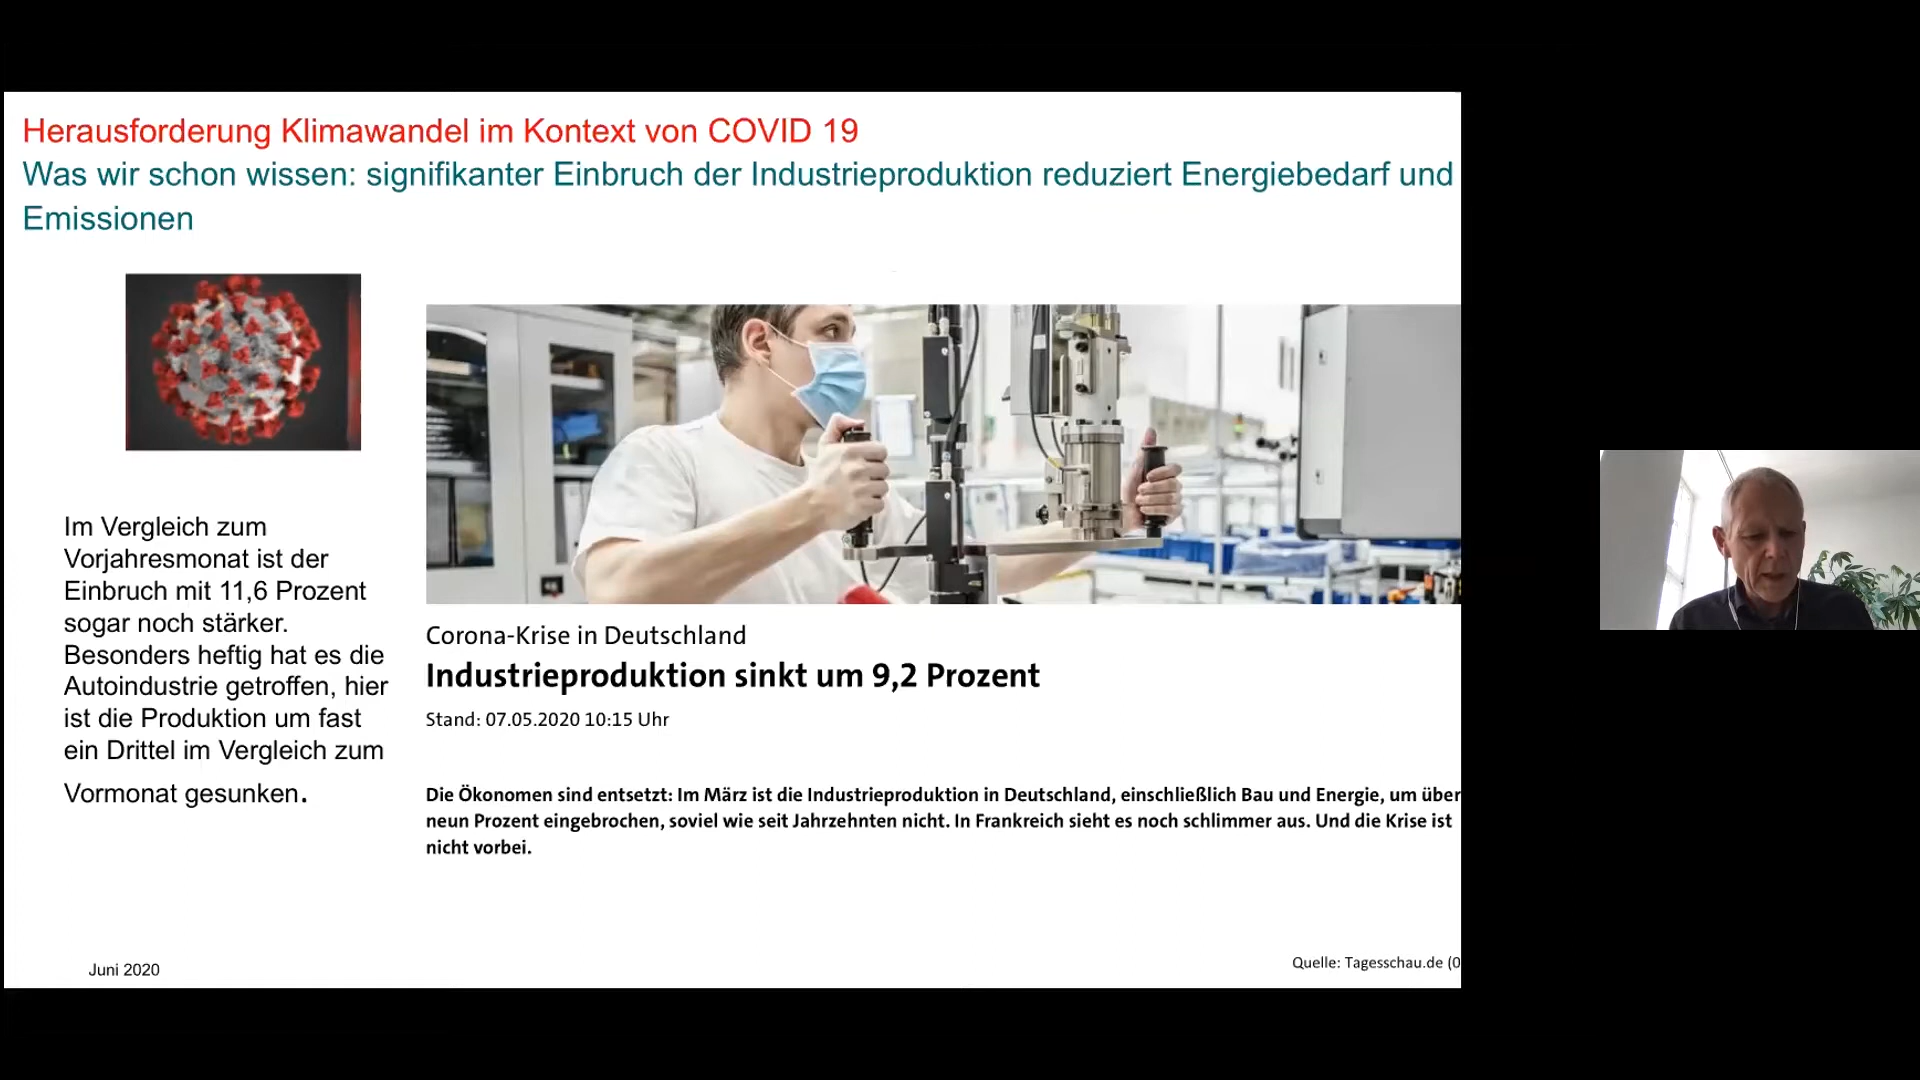 Herausforderung Klimawandel im Kontext von COVID 19
Was wir schon wissen: signifikanter Einbruch der Industrieproduktion reduziert Energiebedarf und
Emissionen
Im Vergleich zum
Vorjahresmonat ist der
Einbruch mit 11,6 Prozent
sogar noch stärker.
Besonders heftig hat es die
Autoindustrie getroffen, hier
ist die Produktion um fast
ein Drittel im Vergleich zum
Vormonat gesunken.
Corona-Krise in Deutschland
Industrieproduktion sinkt um 9,2 Prozent
Stand: 07.05.2020 10:15 Uhr
Die Ökonomen sind entsetzt: Im März ist die Industrieproduktion in Deutschland, einschließlich Bau und Energie, um über
neun Prozent eingebrochen, soviel wie seit Jahrzehnten nicht. In Frankreich sieht es noch schlimmer aus. Und die Krise ist
nicht vorbei.
Juni 2020
Quelle: Tagesschau.de (0